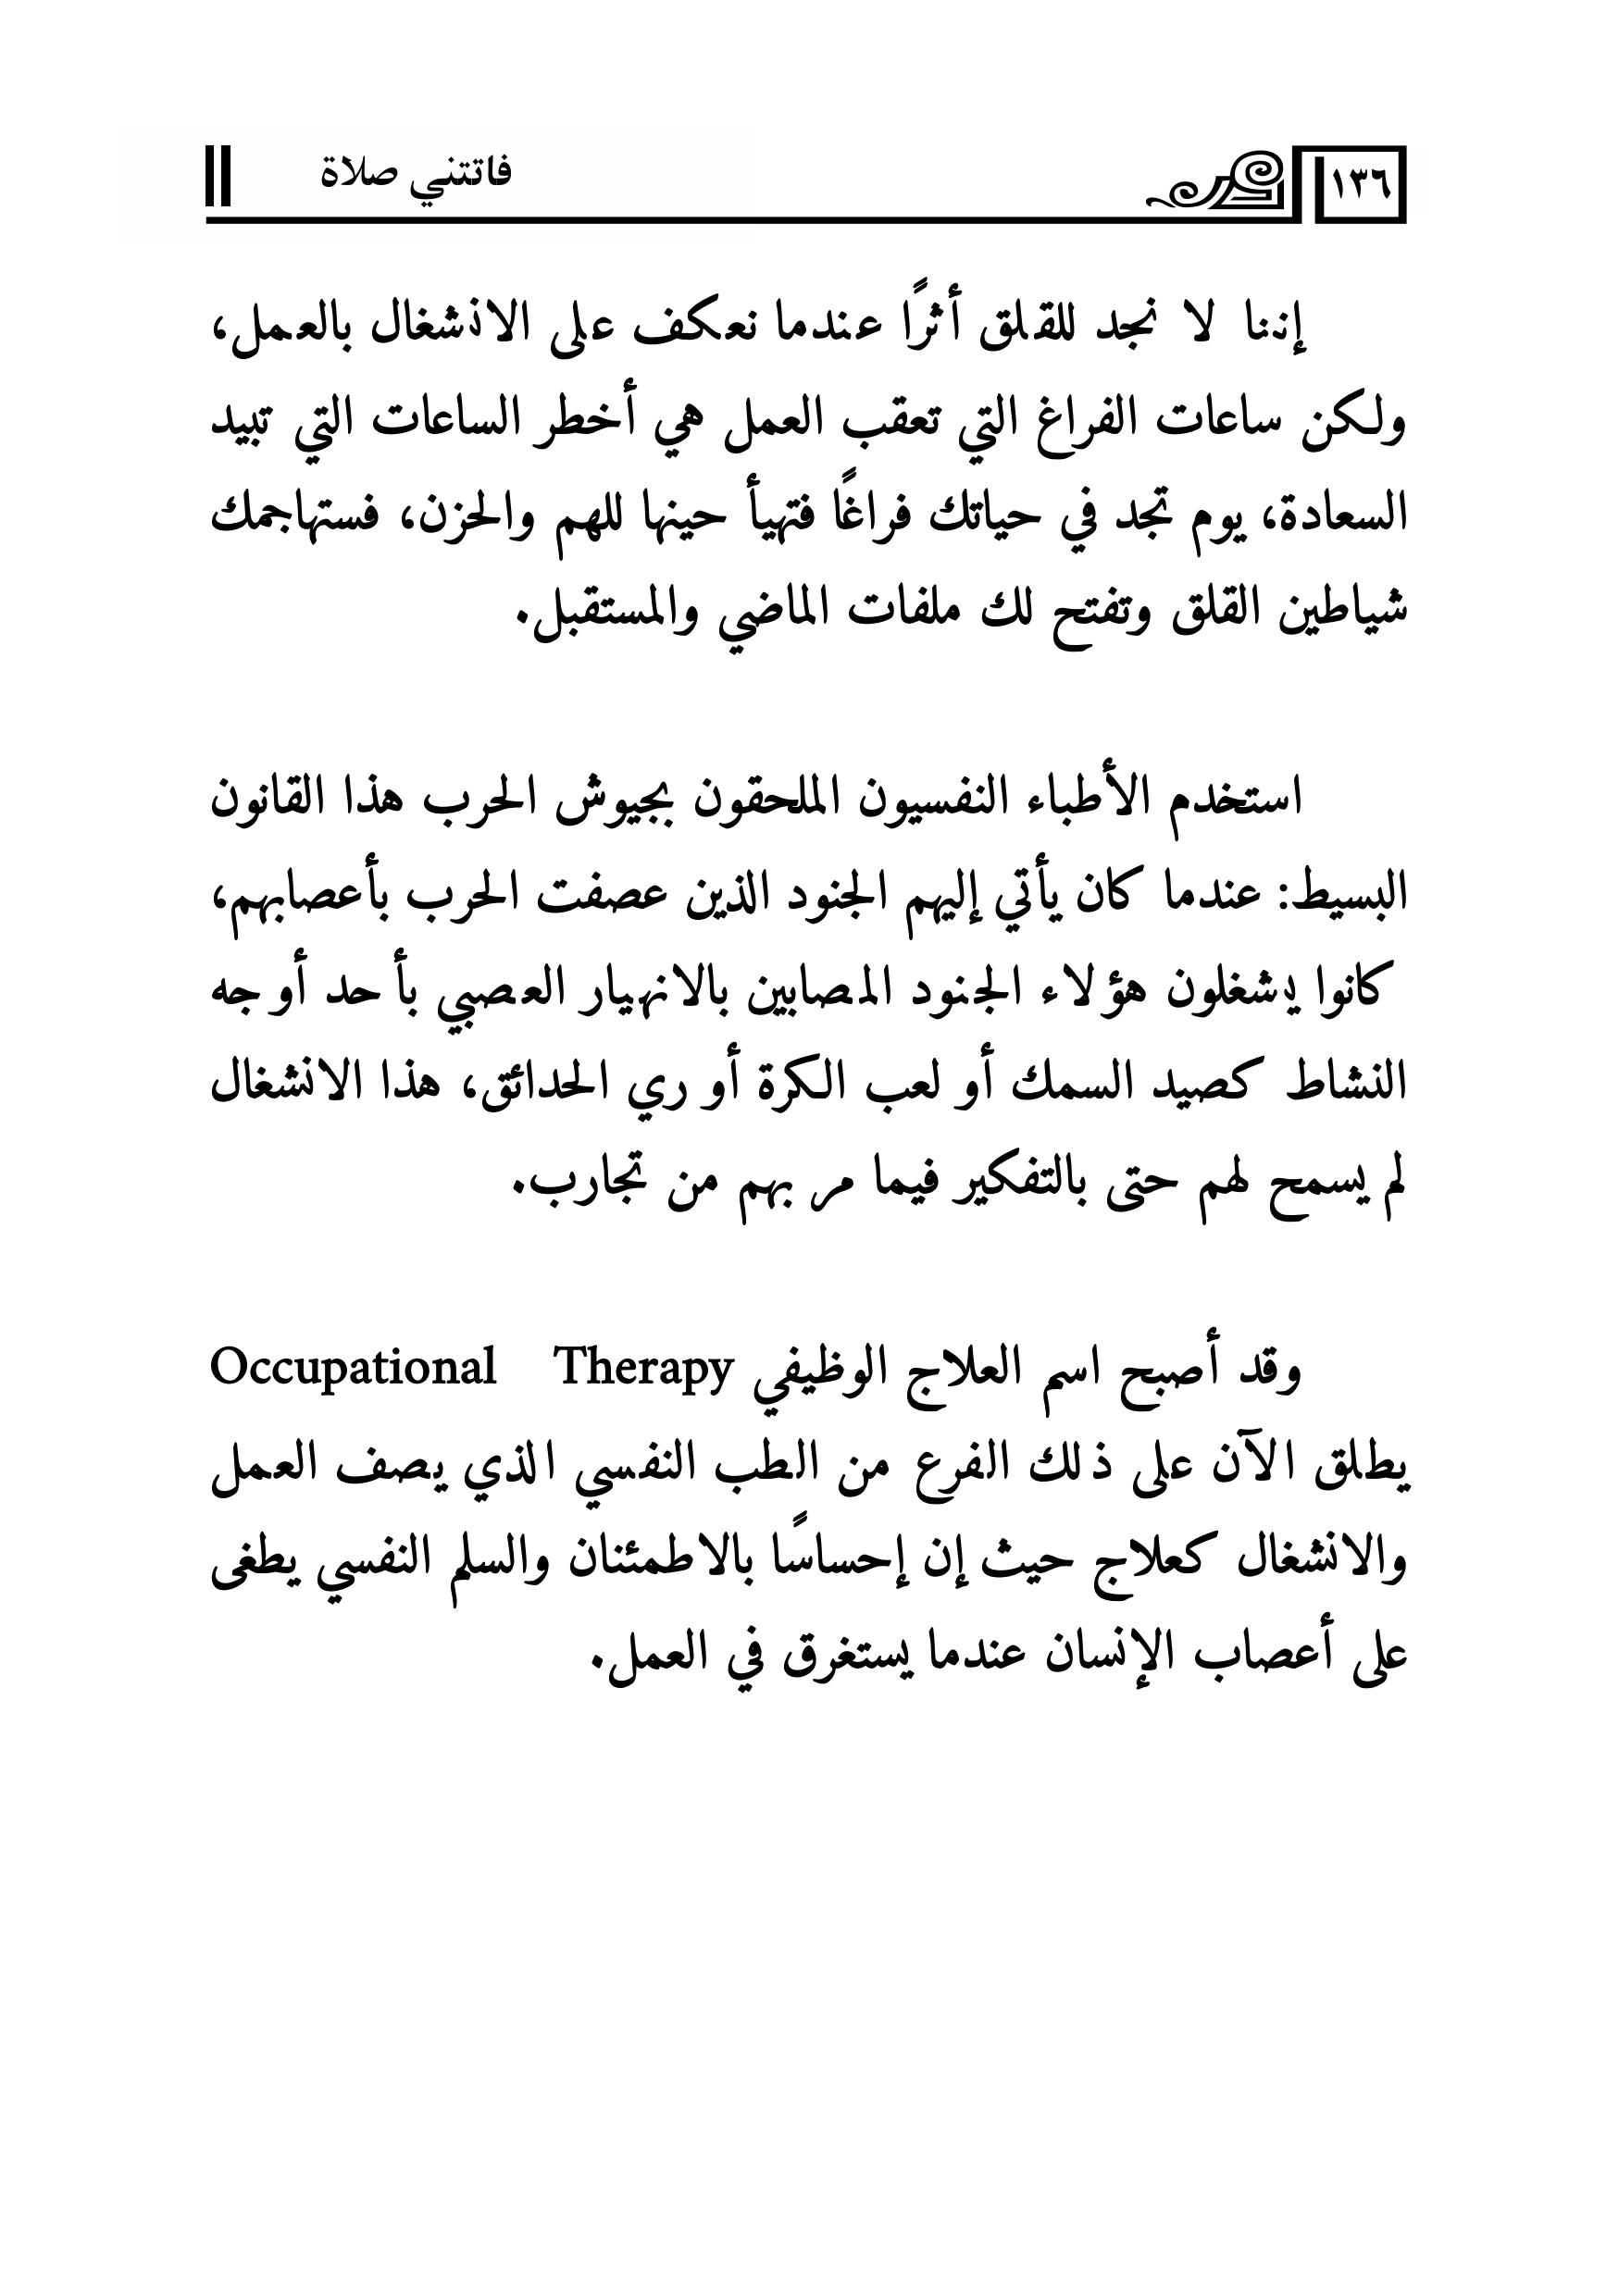 ١٣٦
فاتتني صلاة
إننا لا نجد للقلق أثرًا عندما نعكف على الانشغال بالعمل،
ولكن ساعات الفراغ التي تعقب العمل هي أخطر الساعات التي تبيد
السعادة، يوم تجد في حياتك فراغًا فتهيأ حينها للهم والحزن، فستهاجمك
شياطين القلق وتفتح لك ملفات الماضي والمستقبل.
استخدم الأطباء النفسيون الملحقون بجيوش الحرب هذا القانون
البسيط: عندما كان يأتي إليهم الجنود الذين عصفت الحرب بأعصابهم،
كانوا يشغلون هؤلاء الجنود المصابين بالانهيار العصبي بأحد أوجه
النشاط كصيد السمك أو لعب الكرة أو ري الحدائق، هذا الانشغال
لم يسمح لهم حتى بالتفكير فيما مر بهم من تجارب.
وقد أصبح اسم العلاج الوظيفي Occupational Therapy
يطلق الآن على ذلك الفرع من الطب النفسي الذي يصف العمل
والانشغال كعلاج حيث إن إحساسًا بالاطمئنان والسلم النفسي يطغى
على أعصاب الإنسان عندما يستغرق في العمل.